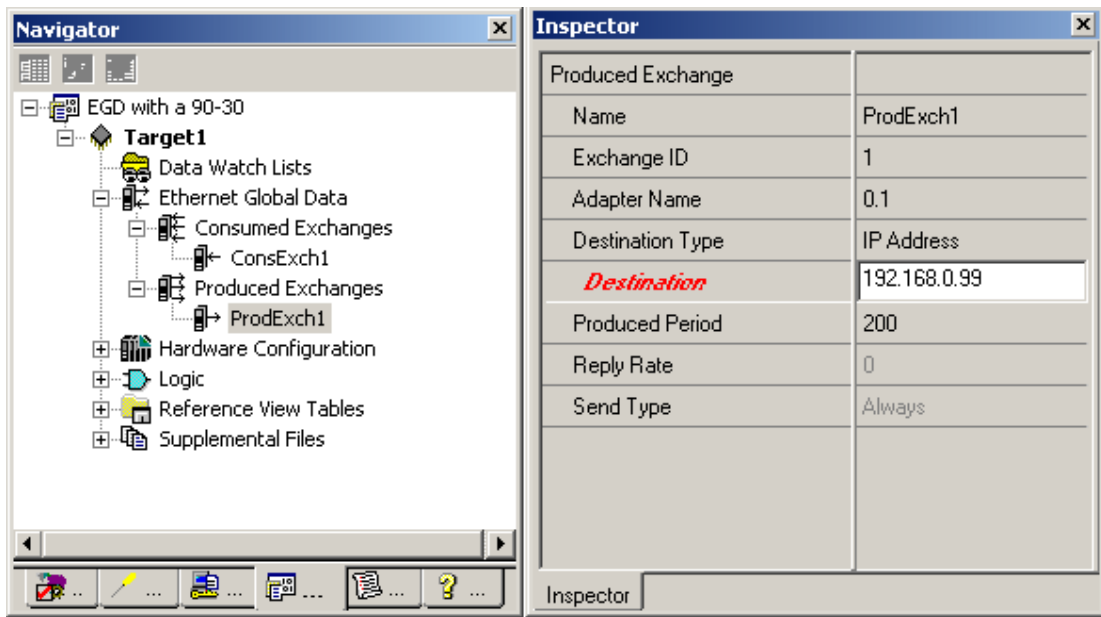 Navigator
EGD with a 90-30
Target1
Data Watch Lists
Ethernet Global Data
Consumed Exchanges
ConsExch1
Produced Exchanges
ProdExch1
Hardware Configuration
Logic
Reference View Tables
Supplemental Files
.. ... ... ... ... ...
Inspector
Produced Exchange
Name ProdExch1
Exchange ID 1
Adapter Name 0.1
Destination Type IP Address
Destination 192.168.0.99
Produced Period 200
Reply Rate 0
Send Type Always
Inspector